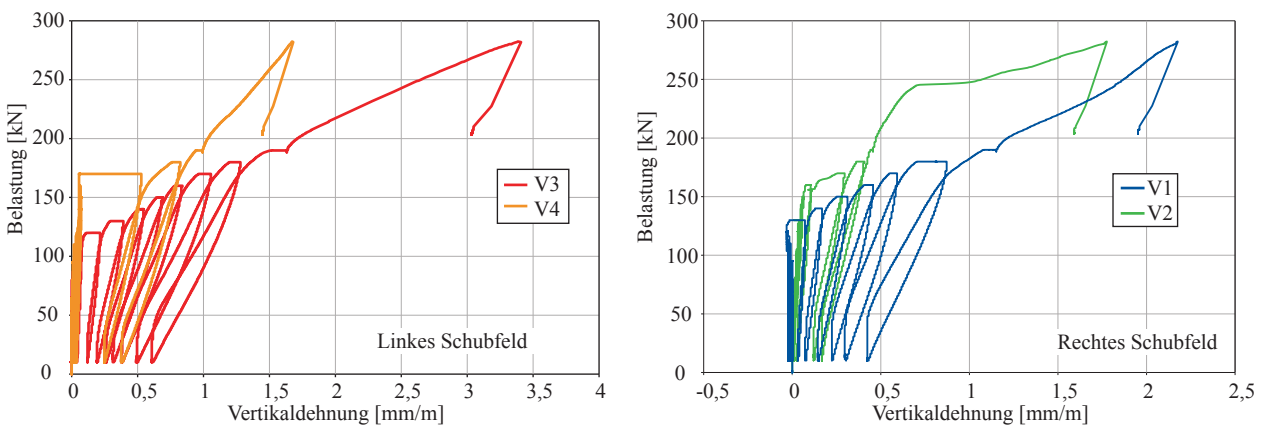 300
250
200
150
100
50
0
Belastung [kN]
V3
V4
Linkes Schubfeld
0 0,5 1 1,5 2 2,5 3 3,5 4
Vertikaldehnung [mm/m]
300
250
200
150
100
50
0
Belastung [kN]
V1
V2
Rechtes Schubfeld
-0,5 0 0,5 1 1,5 2 2,5
Vertikaldehnung [mm/m]